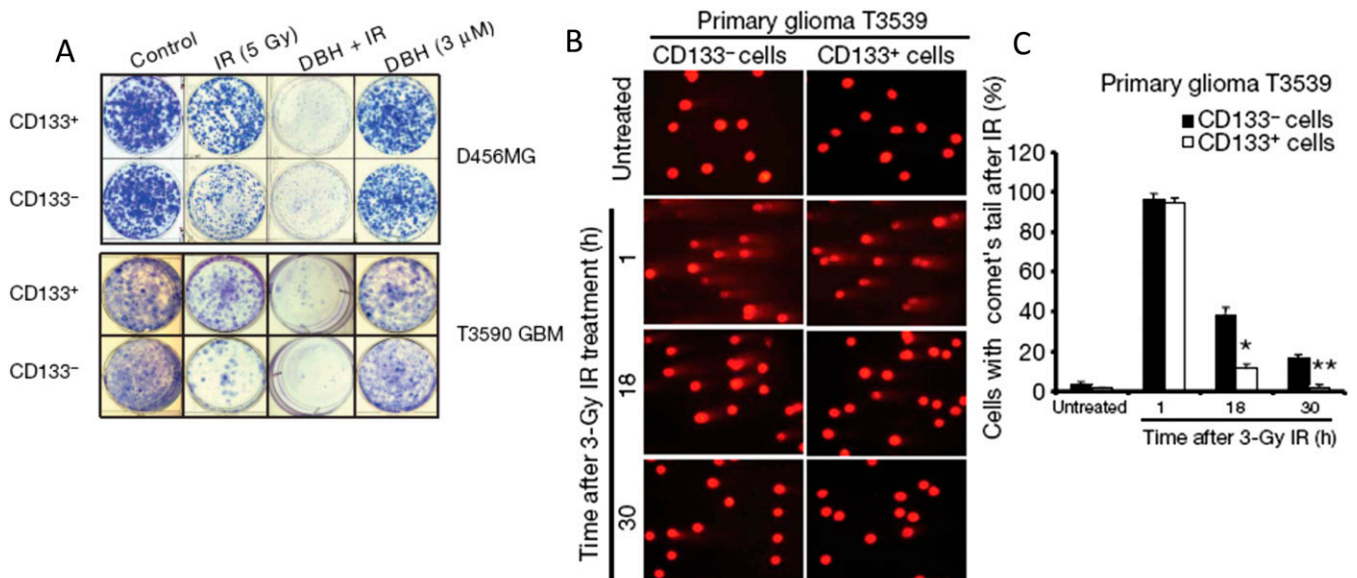 A
Control
IR (5 Gy)
DBH + IR
DBH (3 μM)
CD133+
CD133−
D456MG
CD133+
CD133−
T3590 GBM
B
Primary glioma T3539
CD133− cells
CD133+ cells
Untreated
Time after 3-Gy IR treatment (h)
1
18
30
C
Primary glioma T3539
CD133− cells
CD133+ cells
Cells with comet's tail after IR (%)
120
100
80
60
40
20
0
*
**
Untreated
1
18
30
Time after 3-Gy IR (h)